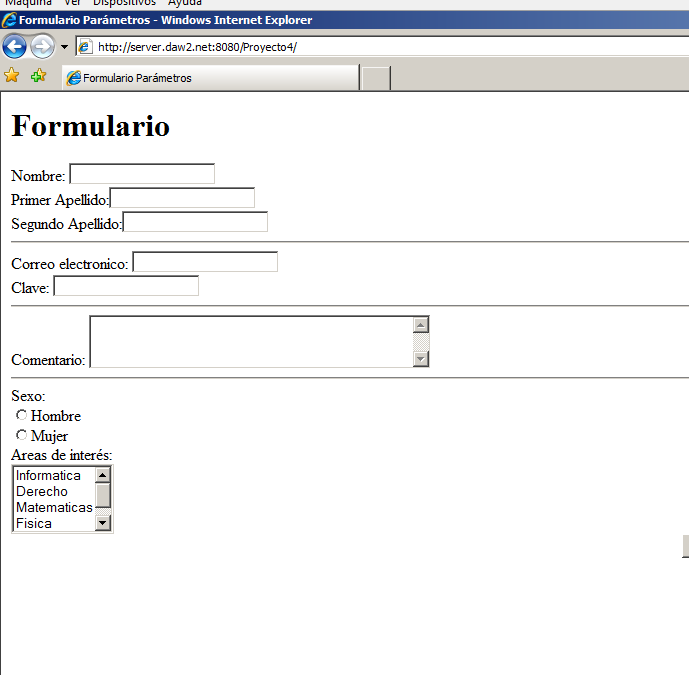 Maquina Ver Dispositivos Ayuda
Formulario Parámetros - Windows Internet Explorer
http://server.daw2.net:8080/Proyecto4/
Formulario Parámetros
Formulario
Nombre:
Primer Apellido:
Segundo Apellido:
Correo electronico:
Clave:
Comentario:
Sexo:
Hombre
Mujer
Areas de interés:
Informatica
Derecho
Matematicas
Fisica